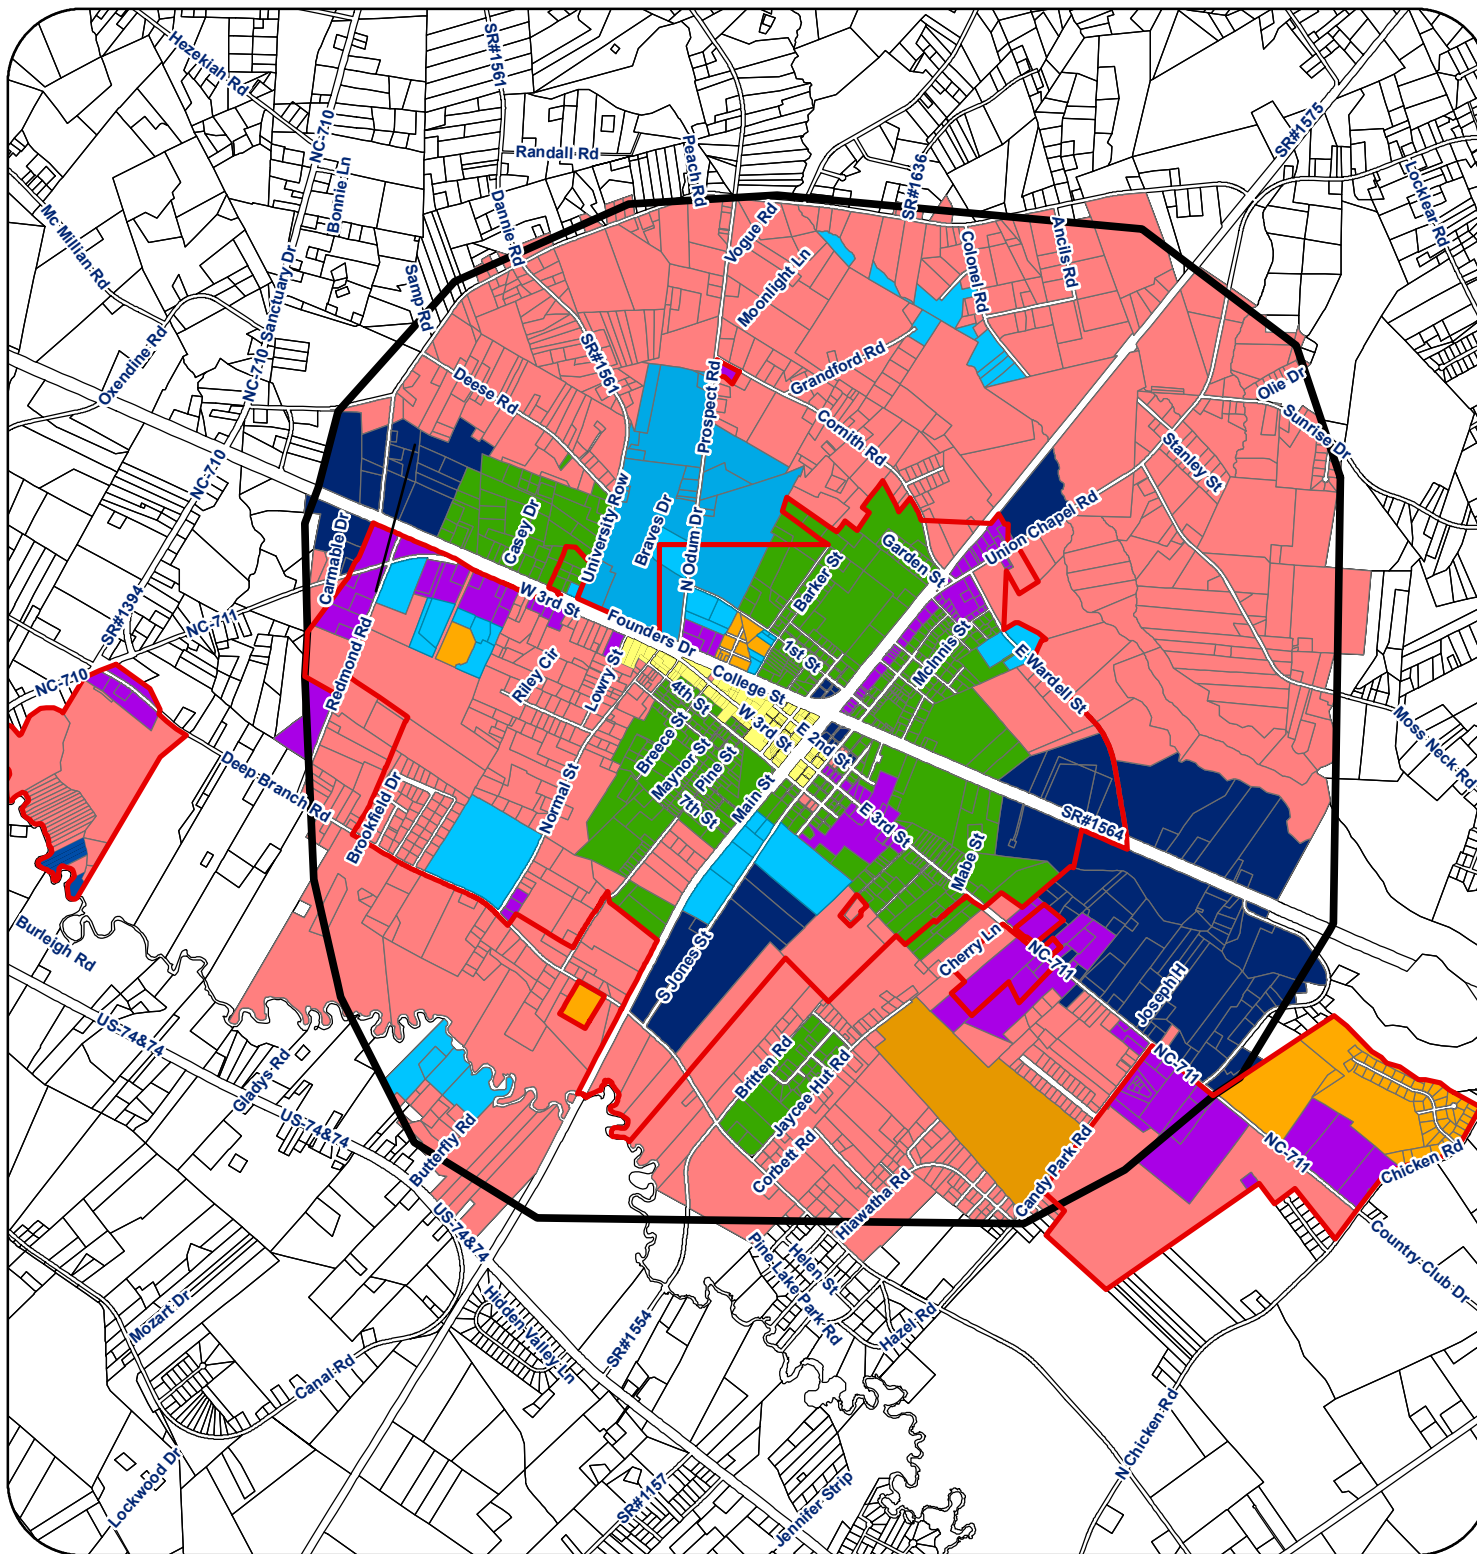 Hezekiah Rd
SR#1561
NC-710
Randall Rd
Peach Rd
SR#1636
SR#1575
Locklear Rd
Bonnie Ln
Mc Millian Rd
Dannie Rd
Vogue Rd
Colonel Rd
Ancils Rd
NC-710 Sanctuary Dr
Samp Rd
Moonlight Ln
Oxendine Rd
SR#1561
Grandford Rd
Deese Rd
Prospect Rd
Olie Dr
Sunrise Dr
Cornith Rd
Stanley St
NC-710
Casey Dr
University Row
Braves Dr
N Odum Dr
Union Chapel Rd
Garden St
Carmable Dr
Barker St
SR#1394
NC-711
W 3rd St
Founders Dr
1st St
McInnis St
E Wardell St
Redmond Rd
Riley Cir
Lowry St
College St
NC-710
4th St
W 3rd St
E 2nd St
Moss Neck Rd
Breece St
Maynor St
Pine St
Deep Branch Rd
Normal St
7th St
Main St
E 3rd St
SR#1564
Brookfield Dr
Mabe St
Burleigh Rd
S Jones St
Cherry Ln
NC-711
Joseph H
US-74&74
Gladys Rd
Britten Rd
Jaycee Hut Rd
NC-711
US-74&74
Butterfly Rd
Corbett Rd
Candy Park Rd
NC-711
Chicken Rd
Hiawatha Rd
US-74&74
Country Club Dr
Pine Lake Park Rd
Helen St
Mozart Dr
Hidden Valley Ln
SR#1554
Hazel Rd
Canal Rd
N Chicken Rd
Lockwood Dr
SR#1157
Jennifer Strip